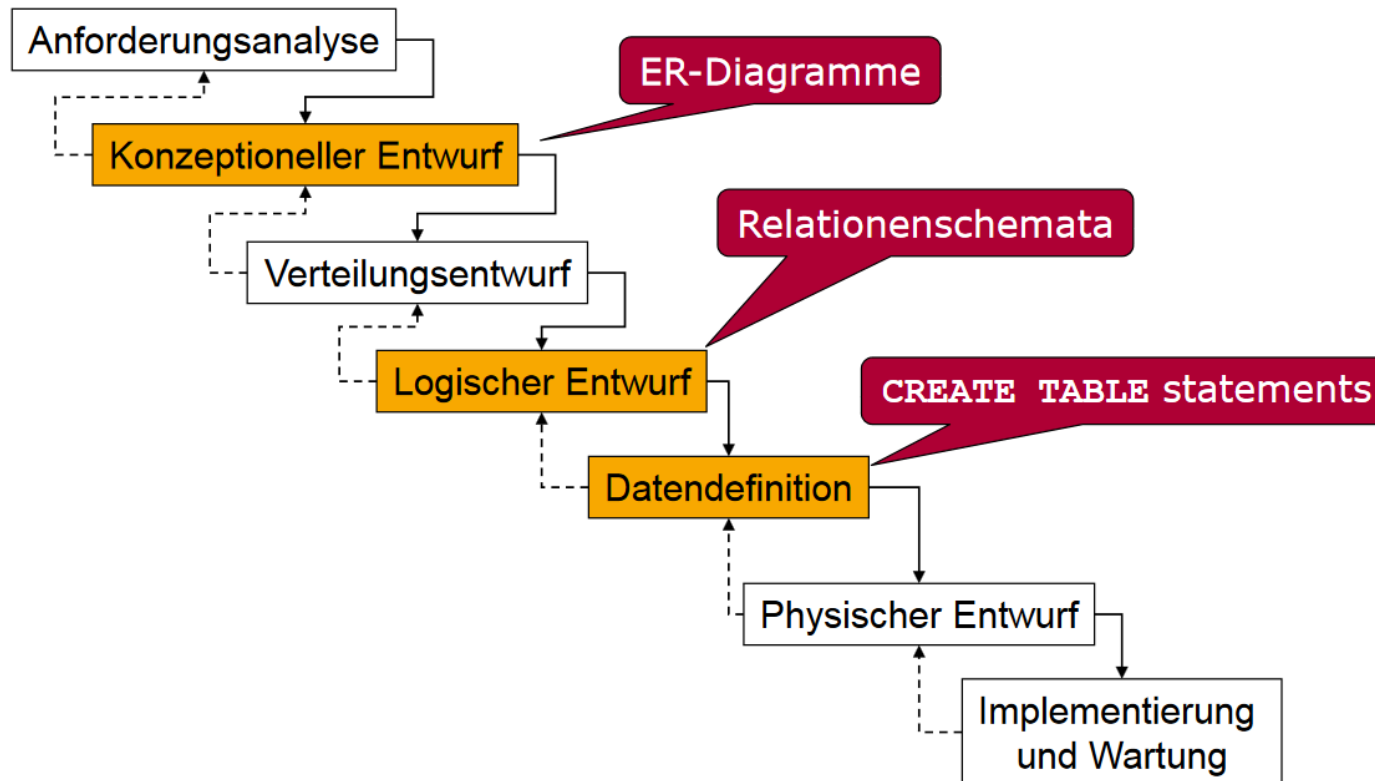 Anforderungsanalyse
ER-Diagramme
Konzeptioneller Entwurf
Relationenschemata
Verteilungsentwurf
Logischer Entwurf
CREATE TABLE statements
Datendefinition
Physischer Entwurf
Implementierung
und Wartung